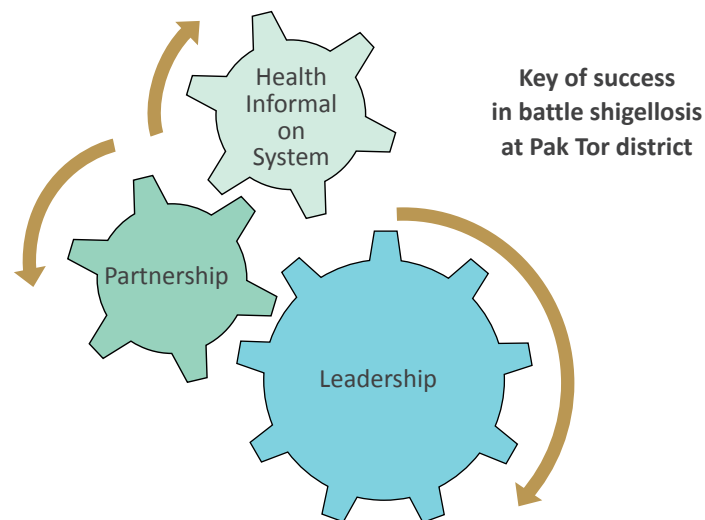 Health
Informal
on
System
Key of success
in battle shigellosis
at Pak Tor district
Partnership
Leadership